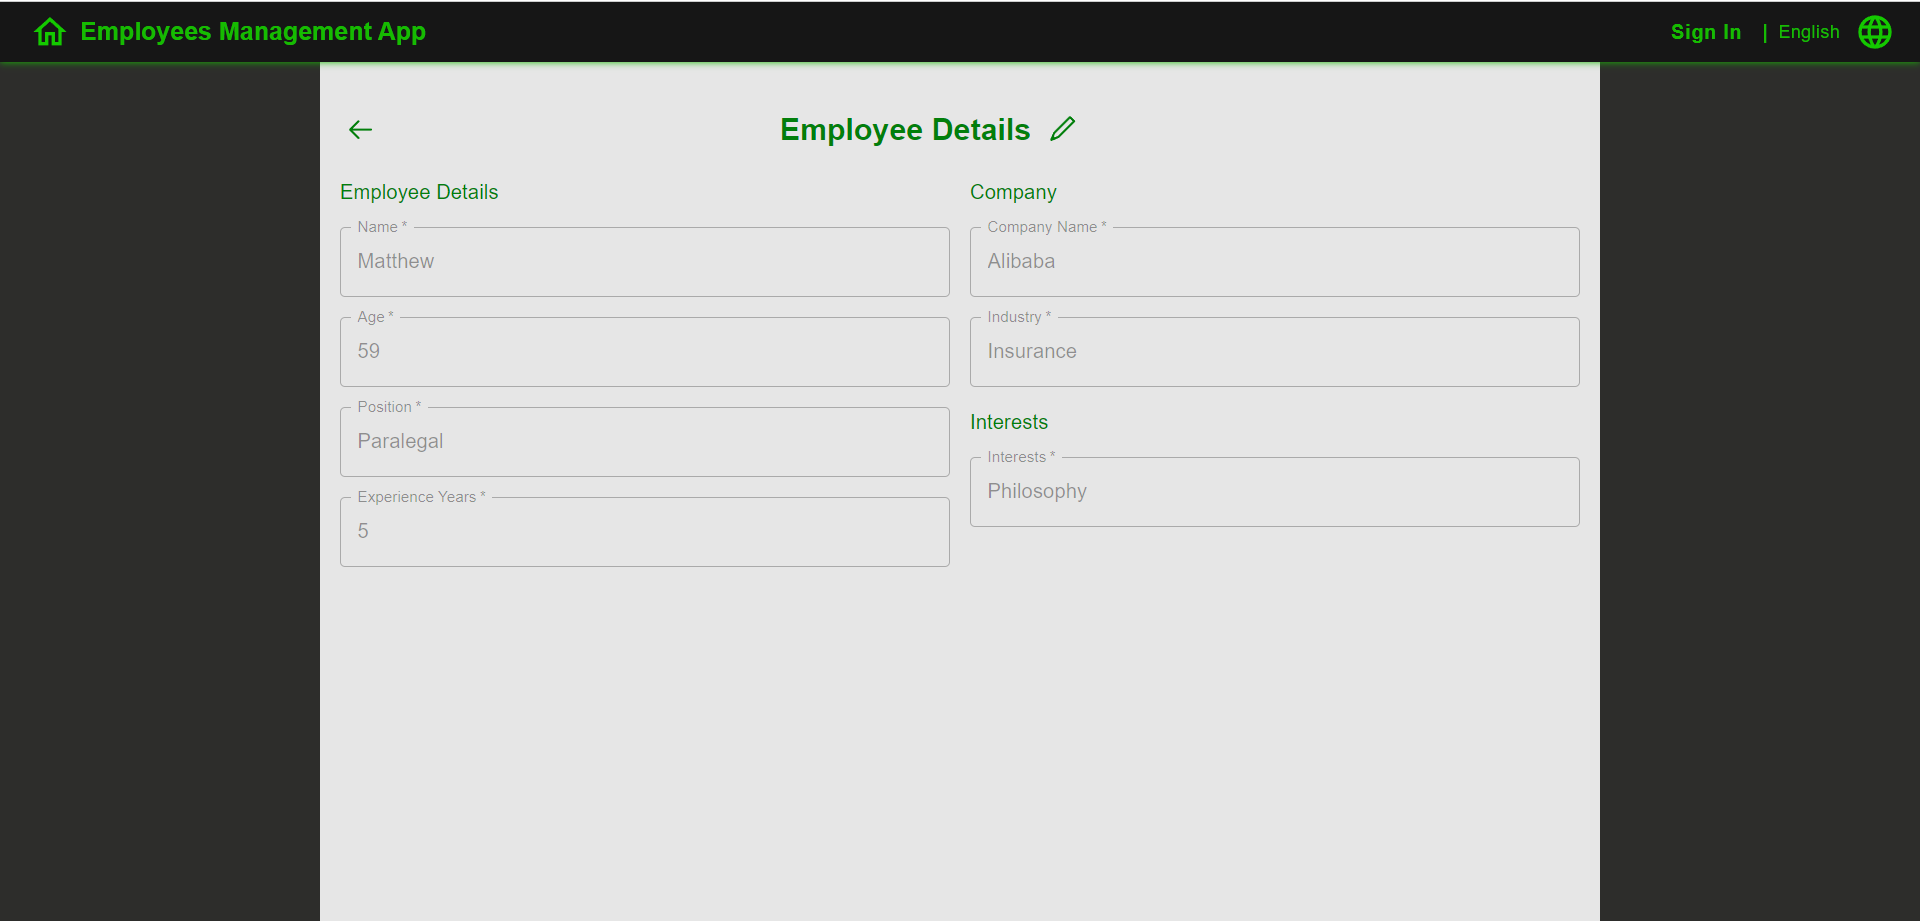 Employees Management App
Sign In | English
Employee Details
Employee Details
Name *
Matthew
Age *
59
Position *
Paralegal
Experience Years *
5
Company
Company Name *
Alibaba
Industry *
Insurance
Interests
Interests *
Philosophy